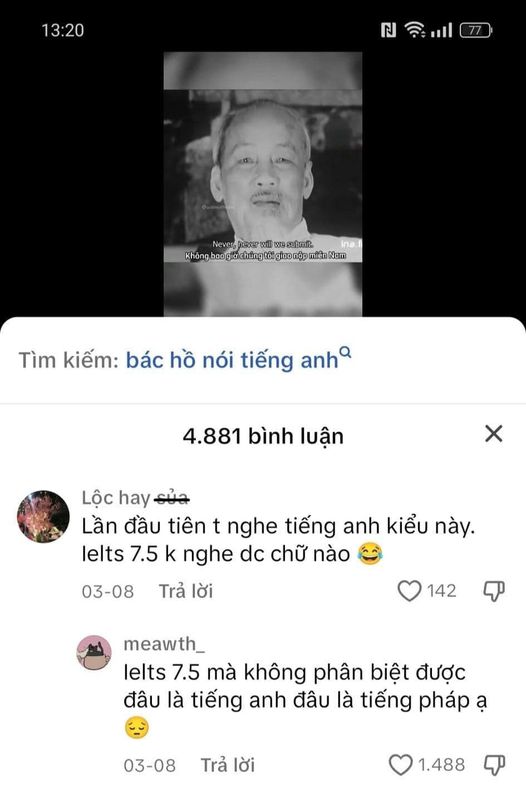 13:20
77
Never, never will we submit.
Không bao giờ chúng tôi giao nộp miền Nam
Tìm kiếm: bác hồ nói tiếng anh
4.881 bình luận
Lộc hay sủa
Lần đầu tiên t nghe tiếng anh kiểu này.
Ielts 7.5 k nghe dc chữ nào 😂
03-08 Trả lời 142
meawth_
Ielts 7.5 mà không phân biệt được
đâu là tiếng anh đâu là tiếng pháp ạ
😔
03-08 Trả lời 1.488